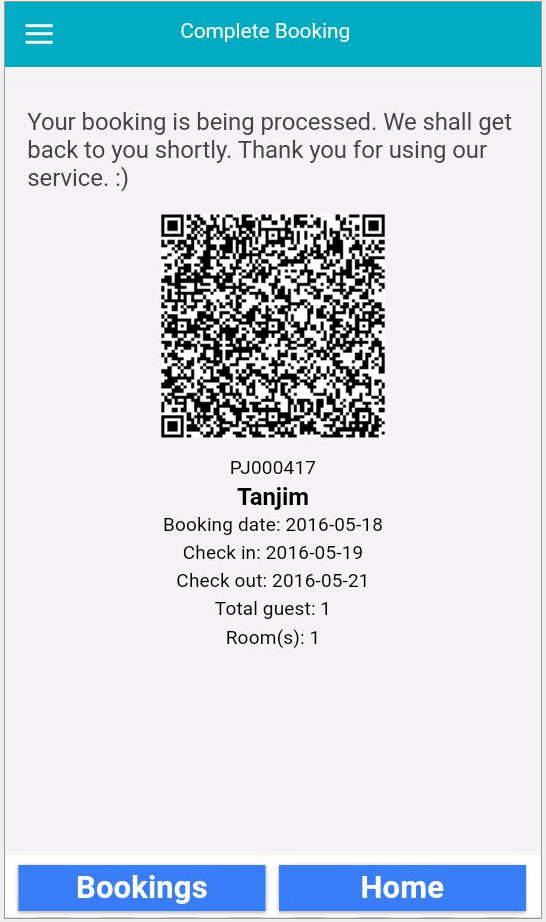 Complete Booking
Your booking is being processed. We shall get
back to you shortly. Thank you for using our
service. :)
PJ000417
Tanjim
Booking date: 2016-05-18
Check in: 2016-05-19
Check out: 2016-05-21
Total guest: 1
Room(s): 1
Bookings
Home